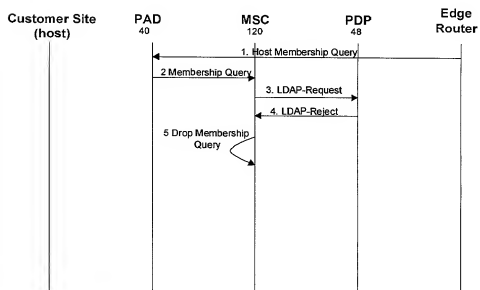 Customer Site
(host)
PAD
40
MSC
120
PDP
48
Edge
Router
1. Host Membership Query
2 Membership Query
3. LDAP-Request
4. LDAP-Reject
5 Drop Membership
Query